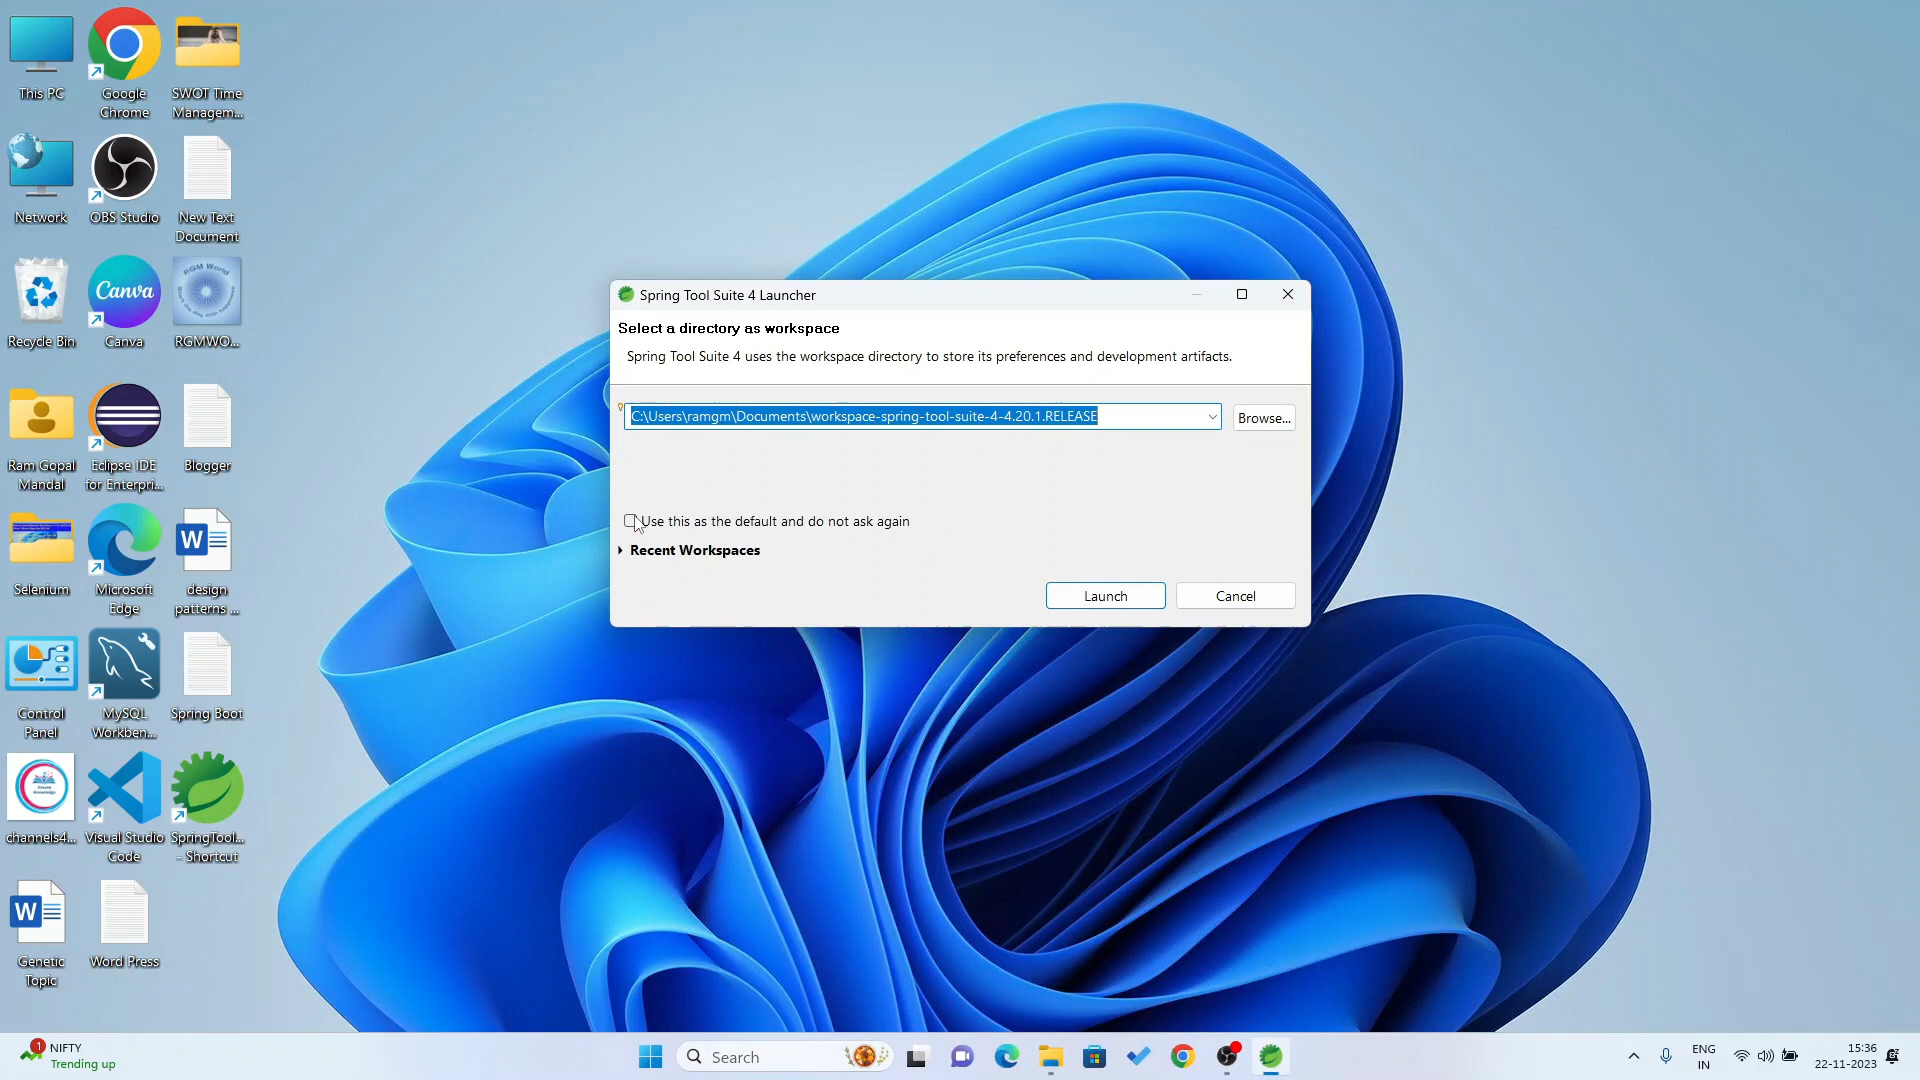 This PC
Google
Chrome
SWOT Time
Managem...
Network
OBS Studio
New Text
Document
Recycle Bin
Canva
Canva
RGM World
RGMWO...
Ram Gopal
Mandal
Eclipse IDE
for Enterpri...
Blogger
Selenium
Microsoft
Edge
W
design
patterns ...
Control
Panel
MySQL
Workben...
Spring Boot
channels4...
Visual Studio
Code
SpringTool...
- Shortcut
W
Genetic
Topic
Word Press
Spring Tool Suite 4 Launcher
Select a directory as workspace
Spring Tool Suite 4 uses the workspace directory to store its preferences and development artifacts.
C:\Users\ramgm\Documents\workspace-spring-tool-suite-4-4.20.1.RELEASE
Browse...
Use this as the default and do not ask again
Recent Workspaces
Launch
Cancel
1
NIFTY
Trending up
Search
ENG
IN
15:36
22-11-2023